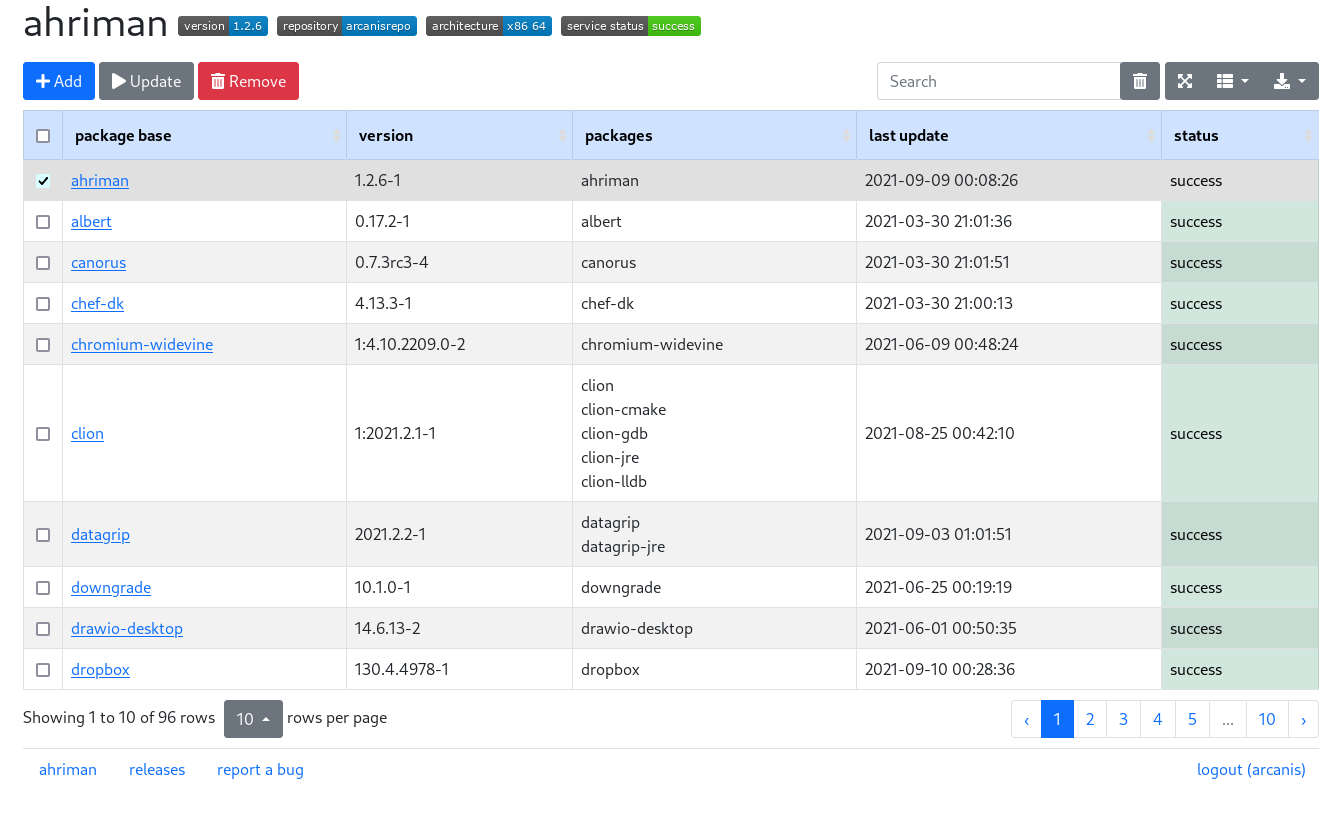 ahriman version 1.2.6 repository arcanisrepo architecture x86 64 service status success
Add Update Remove Search
package base version packages last update status
ahriman 1.2.6-1 ahriman 2021-09-09 00:08:26 success
albert 0.17.2-1 albert 2021-03-30 21:01:36 success
canorus 0.7.3rc3-4 canorus 2021-03-30 21:01:51 success
chef-dk 4.13.3-1 chef-dk 2021-03-30 21:00:13 success
chromium-widevine 1:4.10.2209.0-2 chromium-widevine 2021-06-09 00:48:24 success
clion
clion-cmake
clion 1:2021.2.1-1 clion-gdb 2021-08-25 00:42:10 success
clion-jre
clion-lldb
datagrip
datagrip 2021.2.2-1 2021-09-03 01:01:51 success
datagrip-jre
downgrade 10.1.0-1 downgrade 2021-06-25 00:19:19 success
drawio-desktop 14.6.13-2 drawio-desktop 2021-06-01 00:50:35 success
dropbox 130.4.4978-1 dropbox 2021-09-10 00:28:36 success
Showing 1 to 10 of 96 rows 10 rows per page ‹ 1 2 3 4 5 ... 10 ›
ahriman releases report a bug logout (arcanis)